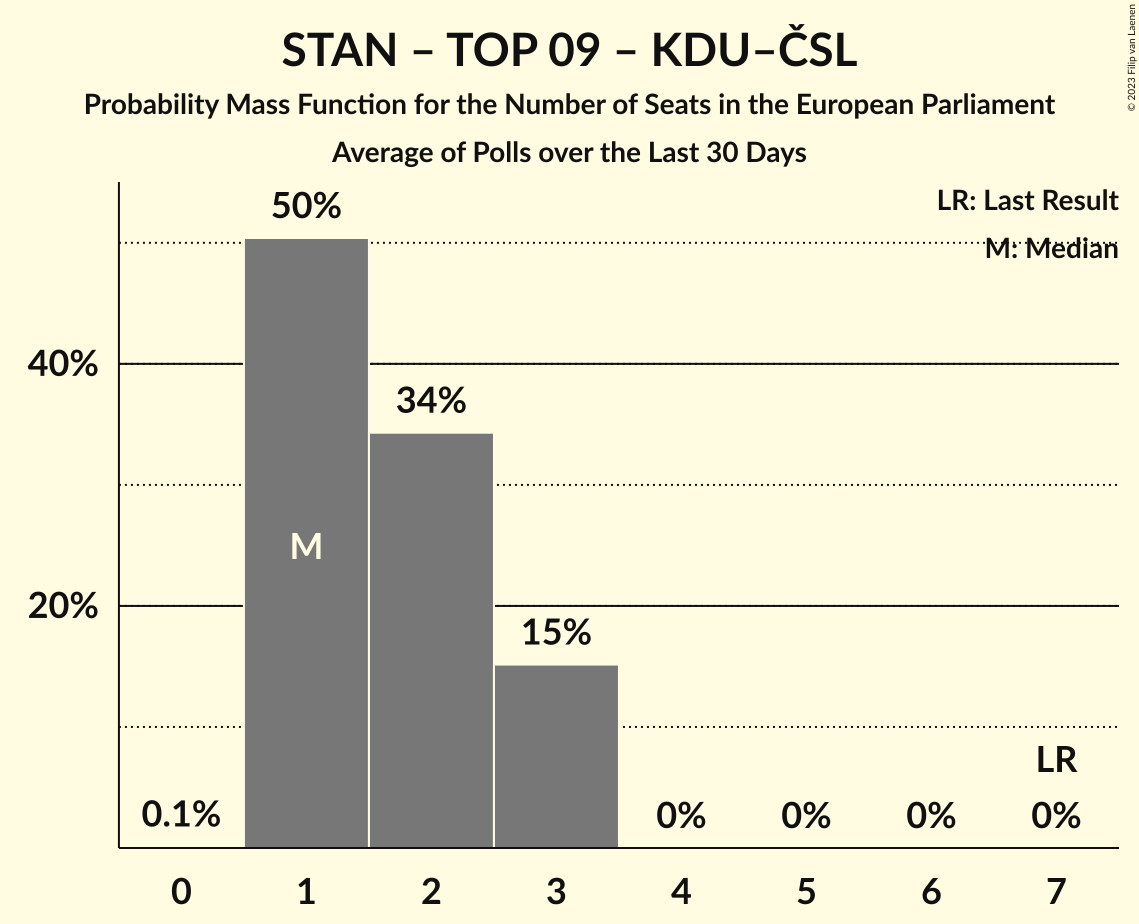 STAN – TOP 09 – KDU–ČSL
Probability Mass Function for the Number of Seats in the European Parliament
Average of Polls over the Last 30 Days
© 2023 Filip van Laenen
LR: Last Result
M: Median
50%
40%
34%
M
20%
15%
LR
0.1%
0%
0%
0%
0%
0
1
2
3
4
5
6
7